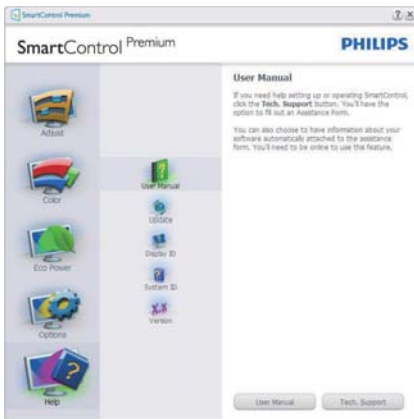 SmartControl Premium
SmartControl Premium
PHILIPS
Adjust
Color
Eco Power
Options
Help
User Manual
Update
Display ID
System ID
Version
User Manual
If you need help setting up or operating SmartControl,
click the Tech. Support button. You'll have the
option to fill out an Assistance Form.
You can also choose to have information about your
software automatically attached to the assistance
form. You'll need to be online to use this feature.
User Manual
Tech. Support